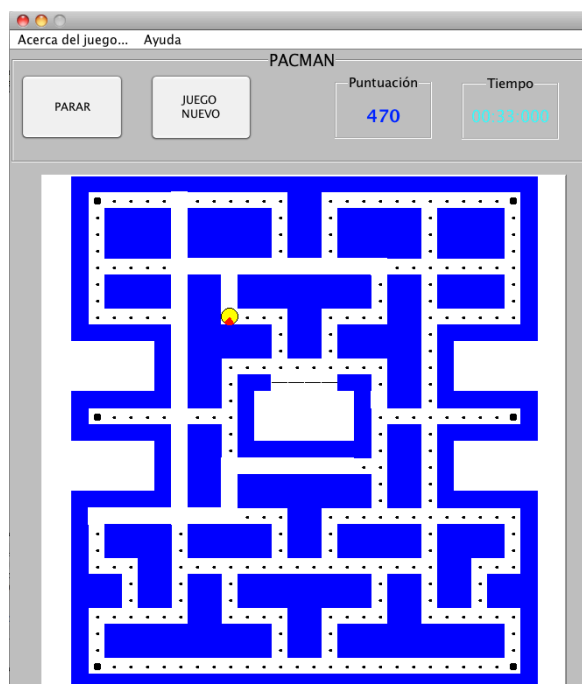 Acerca del juego... Ayuda
PACMAN
PARAR
JUEGO
NUEVO
Puntuación
470
Tiempo
00:33:000